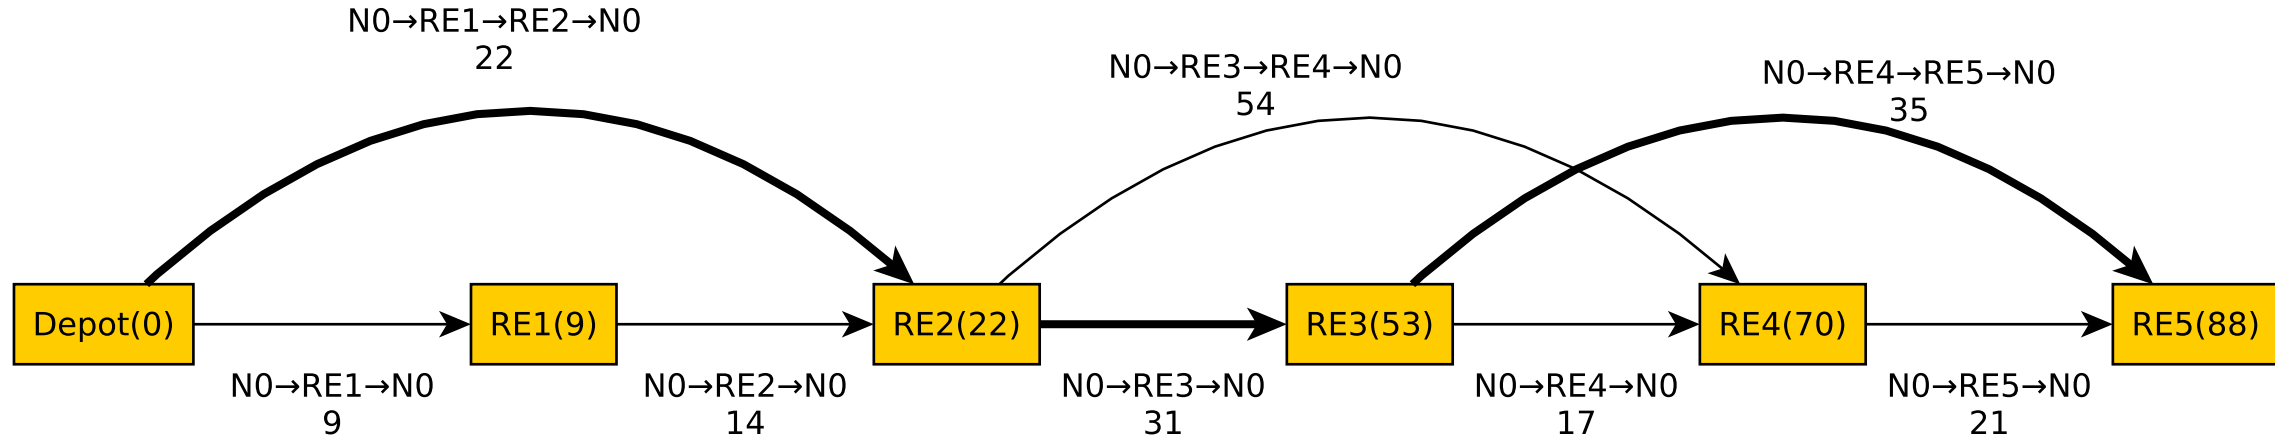 N0→RE1→RE2→N0
22
N0→RE3→RE4→N0
54
N0→RE4→RE5→N0
35
Depot(0)
RE1(9)
RE2(22)
RE3(53)
RE4(70)
RE5(88)
N0→RE1→N0
9
N0→RE2→N0
14
N0→RE3→N0
31
N0→RE4→N0
17
N0→RE5→N0
21